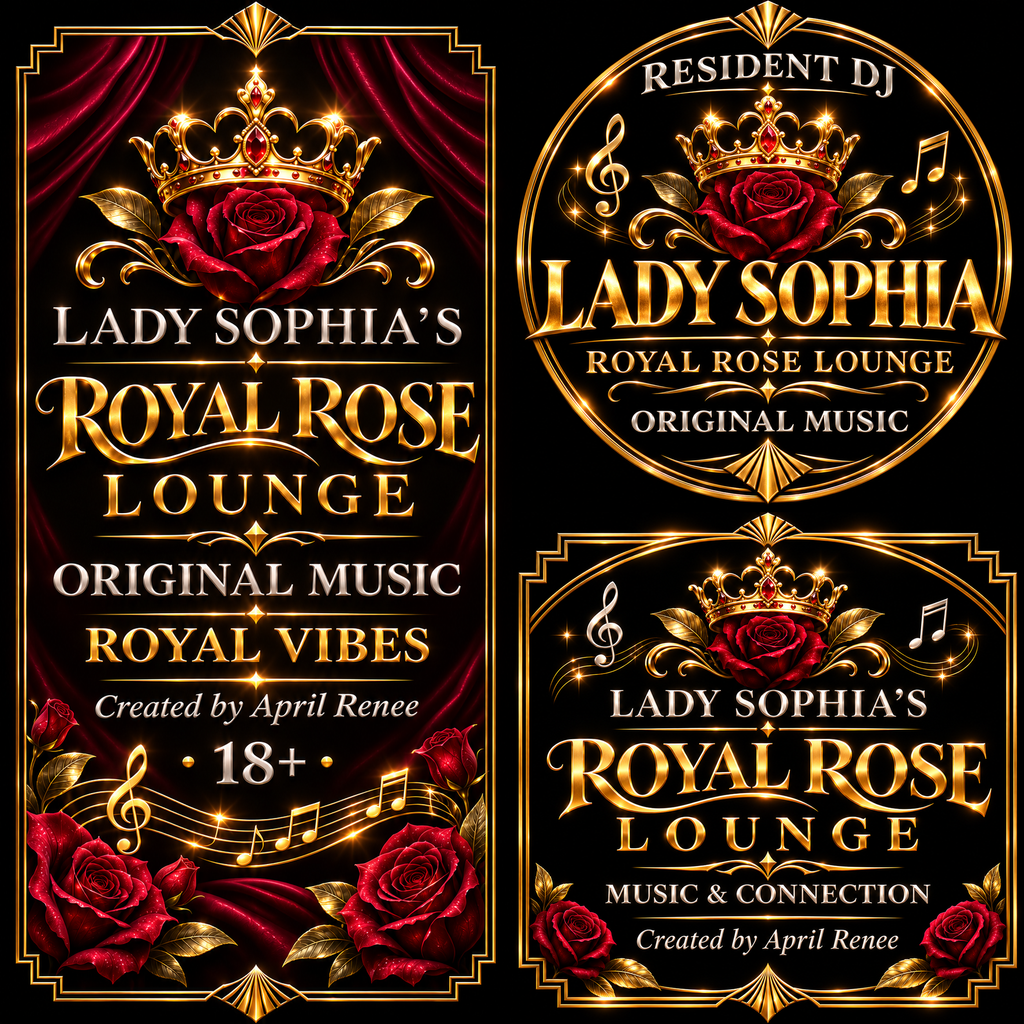 LADY SOPHIA'S
ROYAL ROSE
LOUNGE
ORIGINAL MUSIC
ROYAL VIBES
Created by April Renee
· 18+ ·
RESIDENT DJ
LADY SOPHIA
ROYAL ROSE LOUNGE
ORIGINAL MUSIC
LADY SOPHIA'S
ROYAL ROSE
LOUNGE
MUSIC & CONNECTION
Created by April Renee